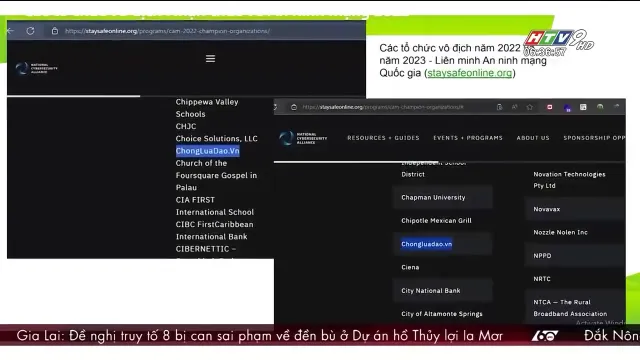 https://staysafeonline.org/programs/cam-2022-champion-organizations/
NATIONAL
CYBERSECURITY
ALLIANCE
Chippewa Valley
Schools
CHJC
Choice Solutions, LLC
ChongLuaDao.Vn
Church of the
Foursquare Gospel in
Palau
CIA FIRST
International School
CIBC FirstCaribbean
International Bank
CIBERNETTIC –
Các tổ chức vô địch năm 2022
năm 2023 - Liên minh An ninh mạng
Quốc gia (staysafeonline.org)
HTV9 HD
06:36:57
https://staysafeonline.org/programs/cam-champion-organizations/#
NATIONAL
CYBERSECURITY
ALLIANCE
RESOURCES + GUIDES
EVENTS + PROGRAMS
ABOUT US
SPONSORSHIP OPP
Independent School
District
Chapman University
Chipotle Mexican Grill
Chongluadao.vn
Ciena
City National Bank
City of Altamonte Springs
Novation Technologies
Pty Ltd
Novavax
Nozzle Nolen Inc
NPPD
NRTC
NTCA – The Rural
Broadband Association
Activate Windows
Gia Lai: Đề nghị truy tố 8 bị can sai phạm về đền bù ở Dự án hồ Thủy lợi Ia Mơr
60
Đắk Nôn